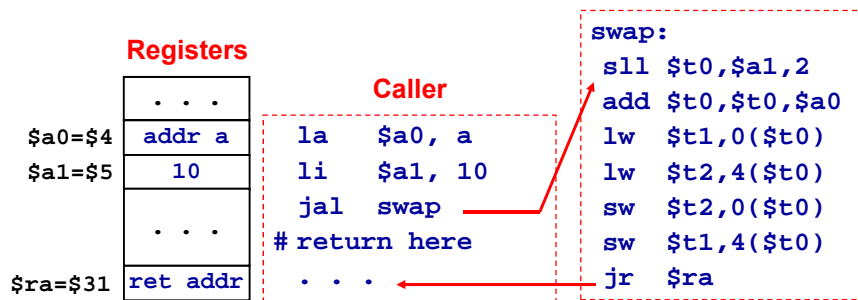 Registers
. . .
$a0=$4 addr a
$a1=$5 10
. . .
$ra=$31 ret addr
Caller
la $a0, a
li $a1, 10
jal swap
# return here
. . .
swap:
sll $t0,$a1,2
add $t0,$t0,$a0
lw $t1,0($t0)
lw $t2,4($t0)
sw $t2,0($t0)
sw $t1,4($t0)
jr $ra